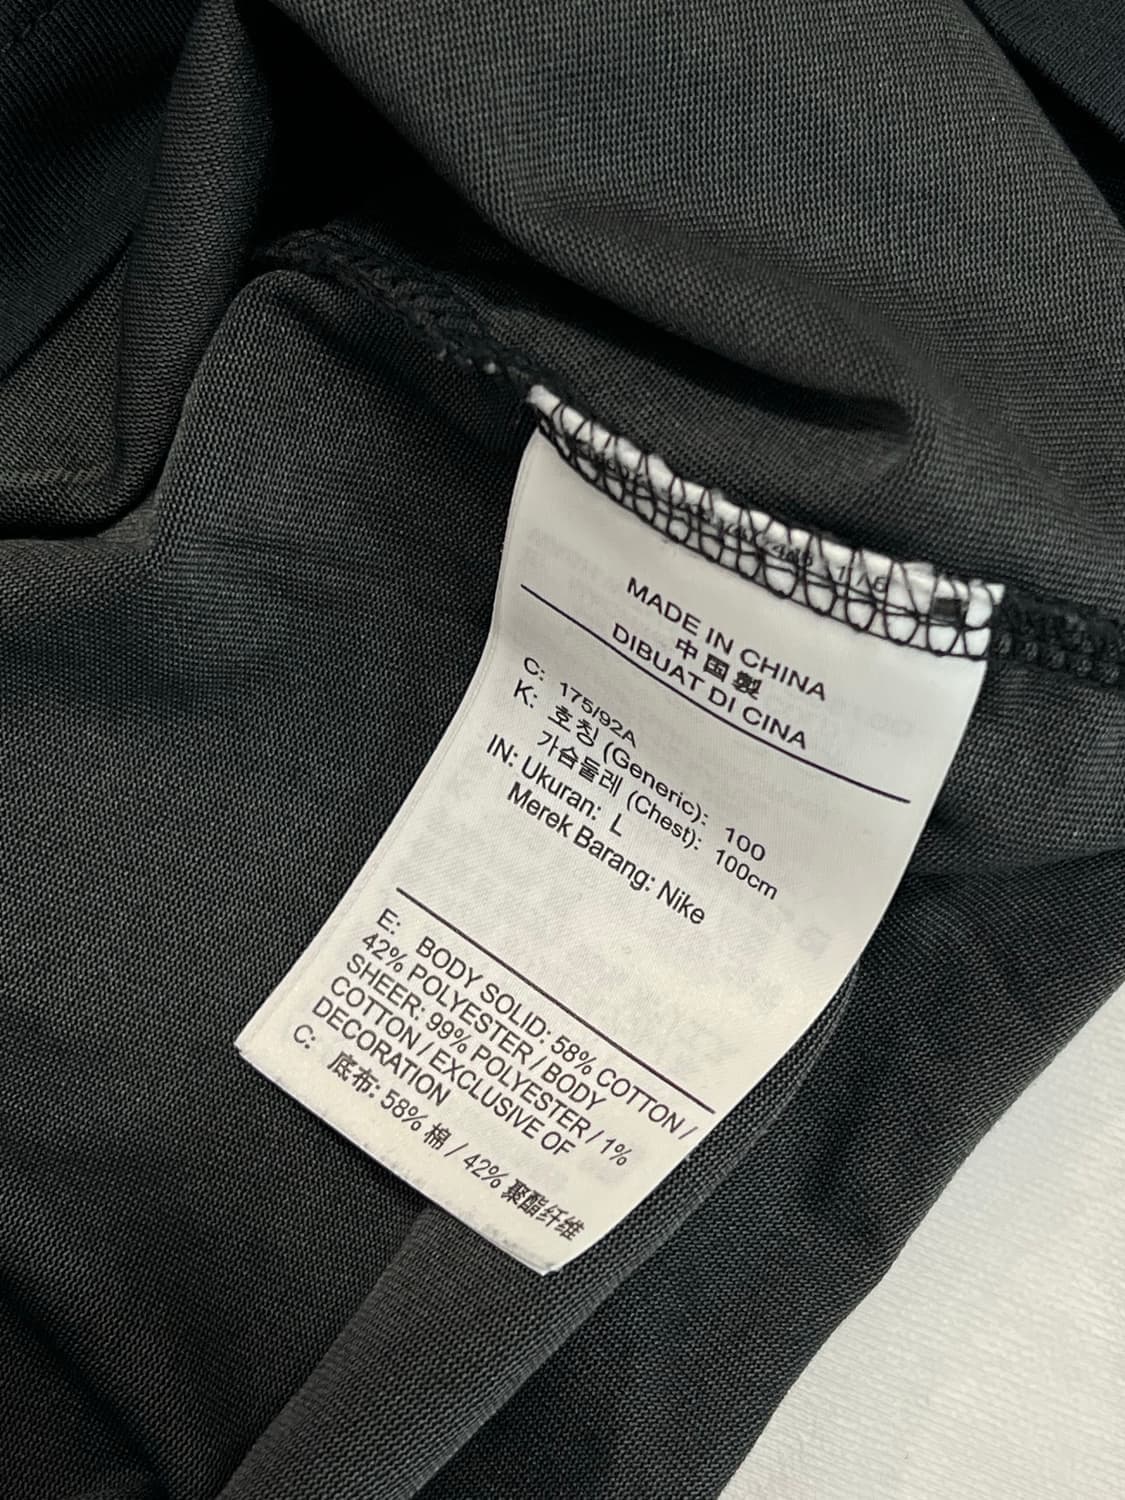 MADE IN CHINA
中国製
DIBUAT DI CINA
C: 175/92A
K: 호칭 (Generic): 100
가슴둘레 (Chest): 100cm
IN: Ukuran: L
Merek Barang: Nike
E: BODY SOLID: 58% COTTON /
42% POLYESTER / BODY
SHEER: 99% POLYESTER / 1%
COTTON / EXCLUSIVE OF
DECORATION
C: 底布: 58% 棉 / 42% 聚酯纤维